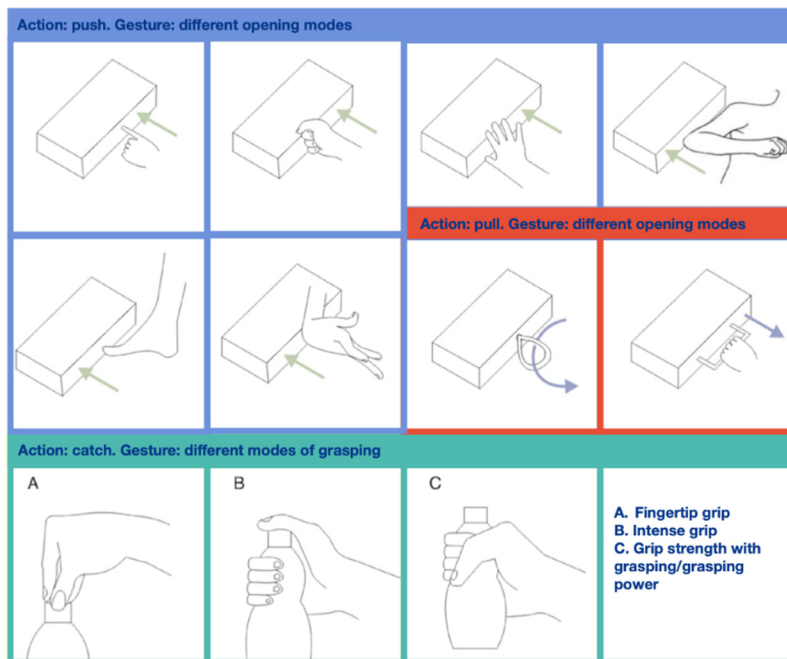 Action: push. Gesture: different opening modes
Action: pull. Gesture: different opening modes
Action: catch. Gesture: different modes of grasping
A
B
C
A. Fingertip grip
B. Intense grip
C. Grip strength with
grasping/grasping
power